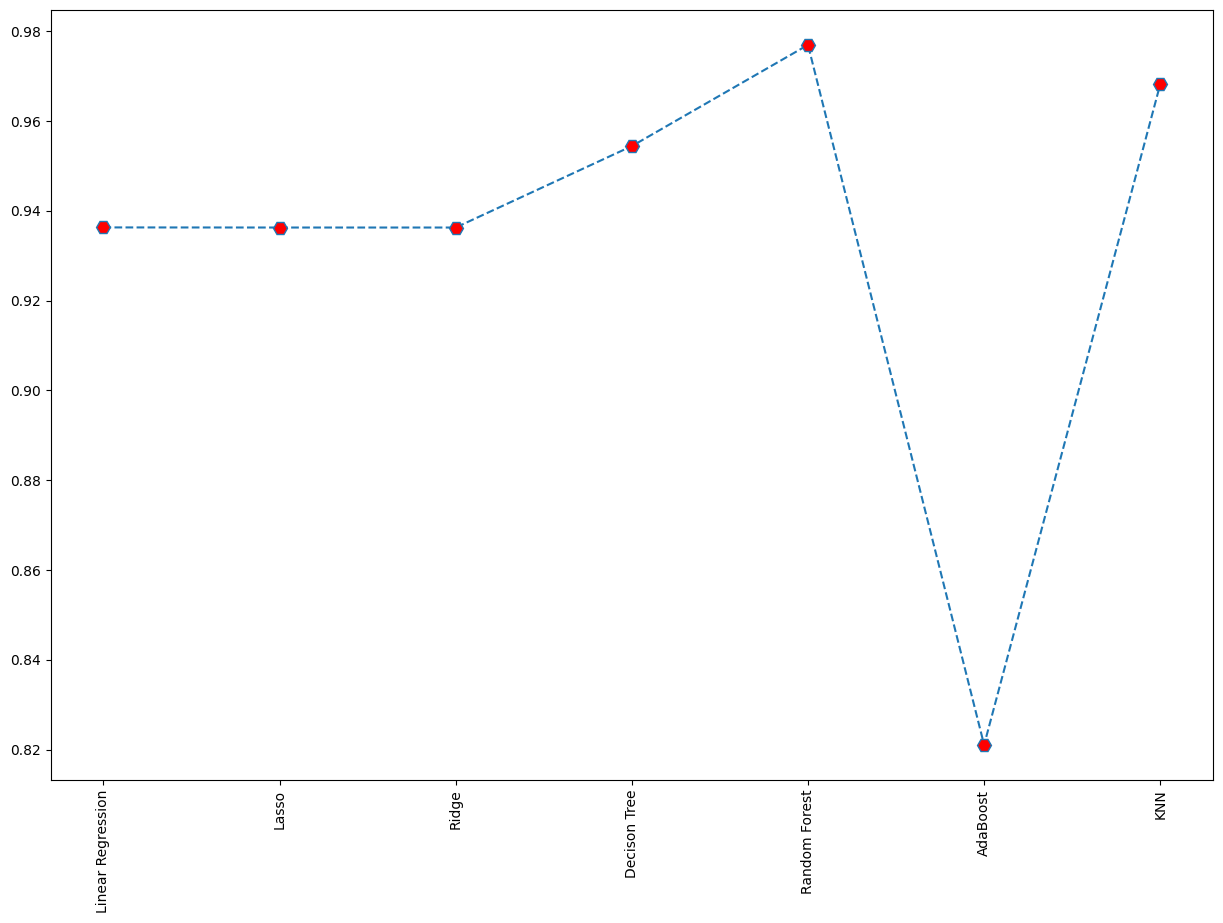 0.98
0.96
0.94
0.92
0.90
0.88
0.86
0.84
0.82
Linear Regression
Lasso
Ridge
Decison Tree
Random Forest
AdaBoost
KNN